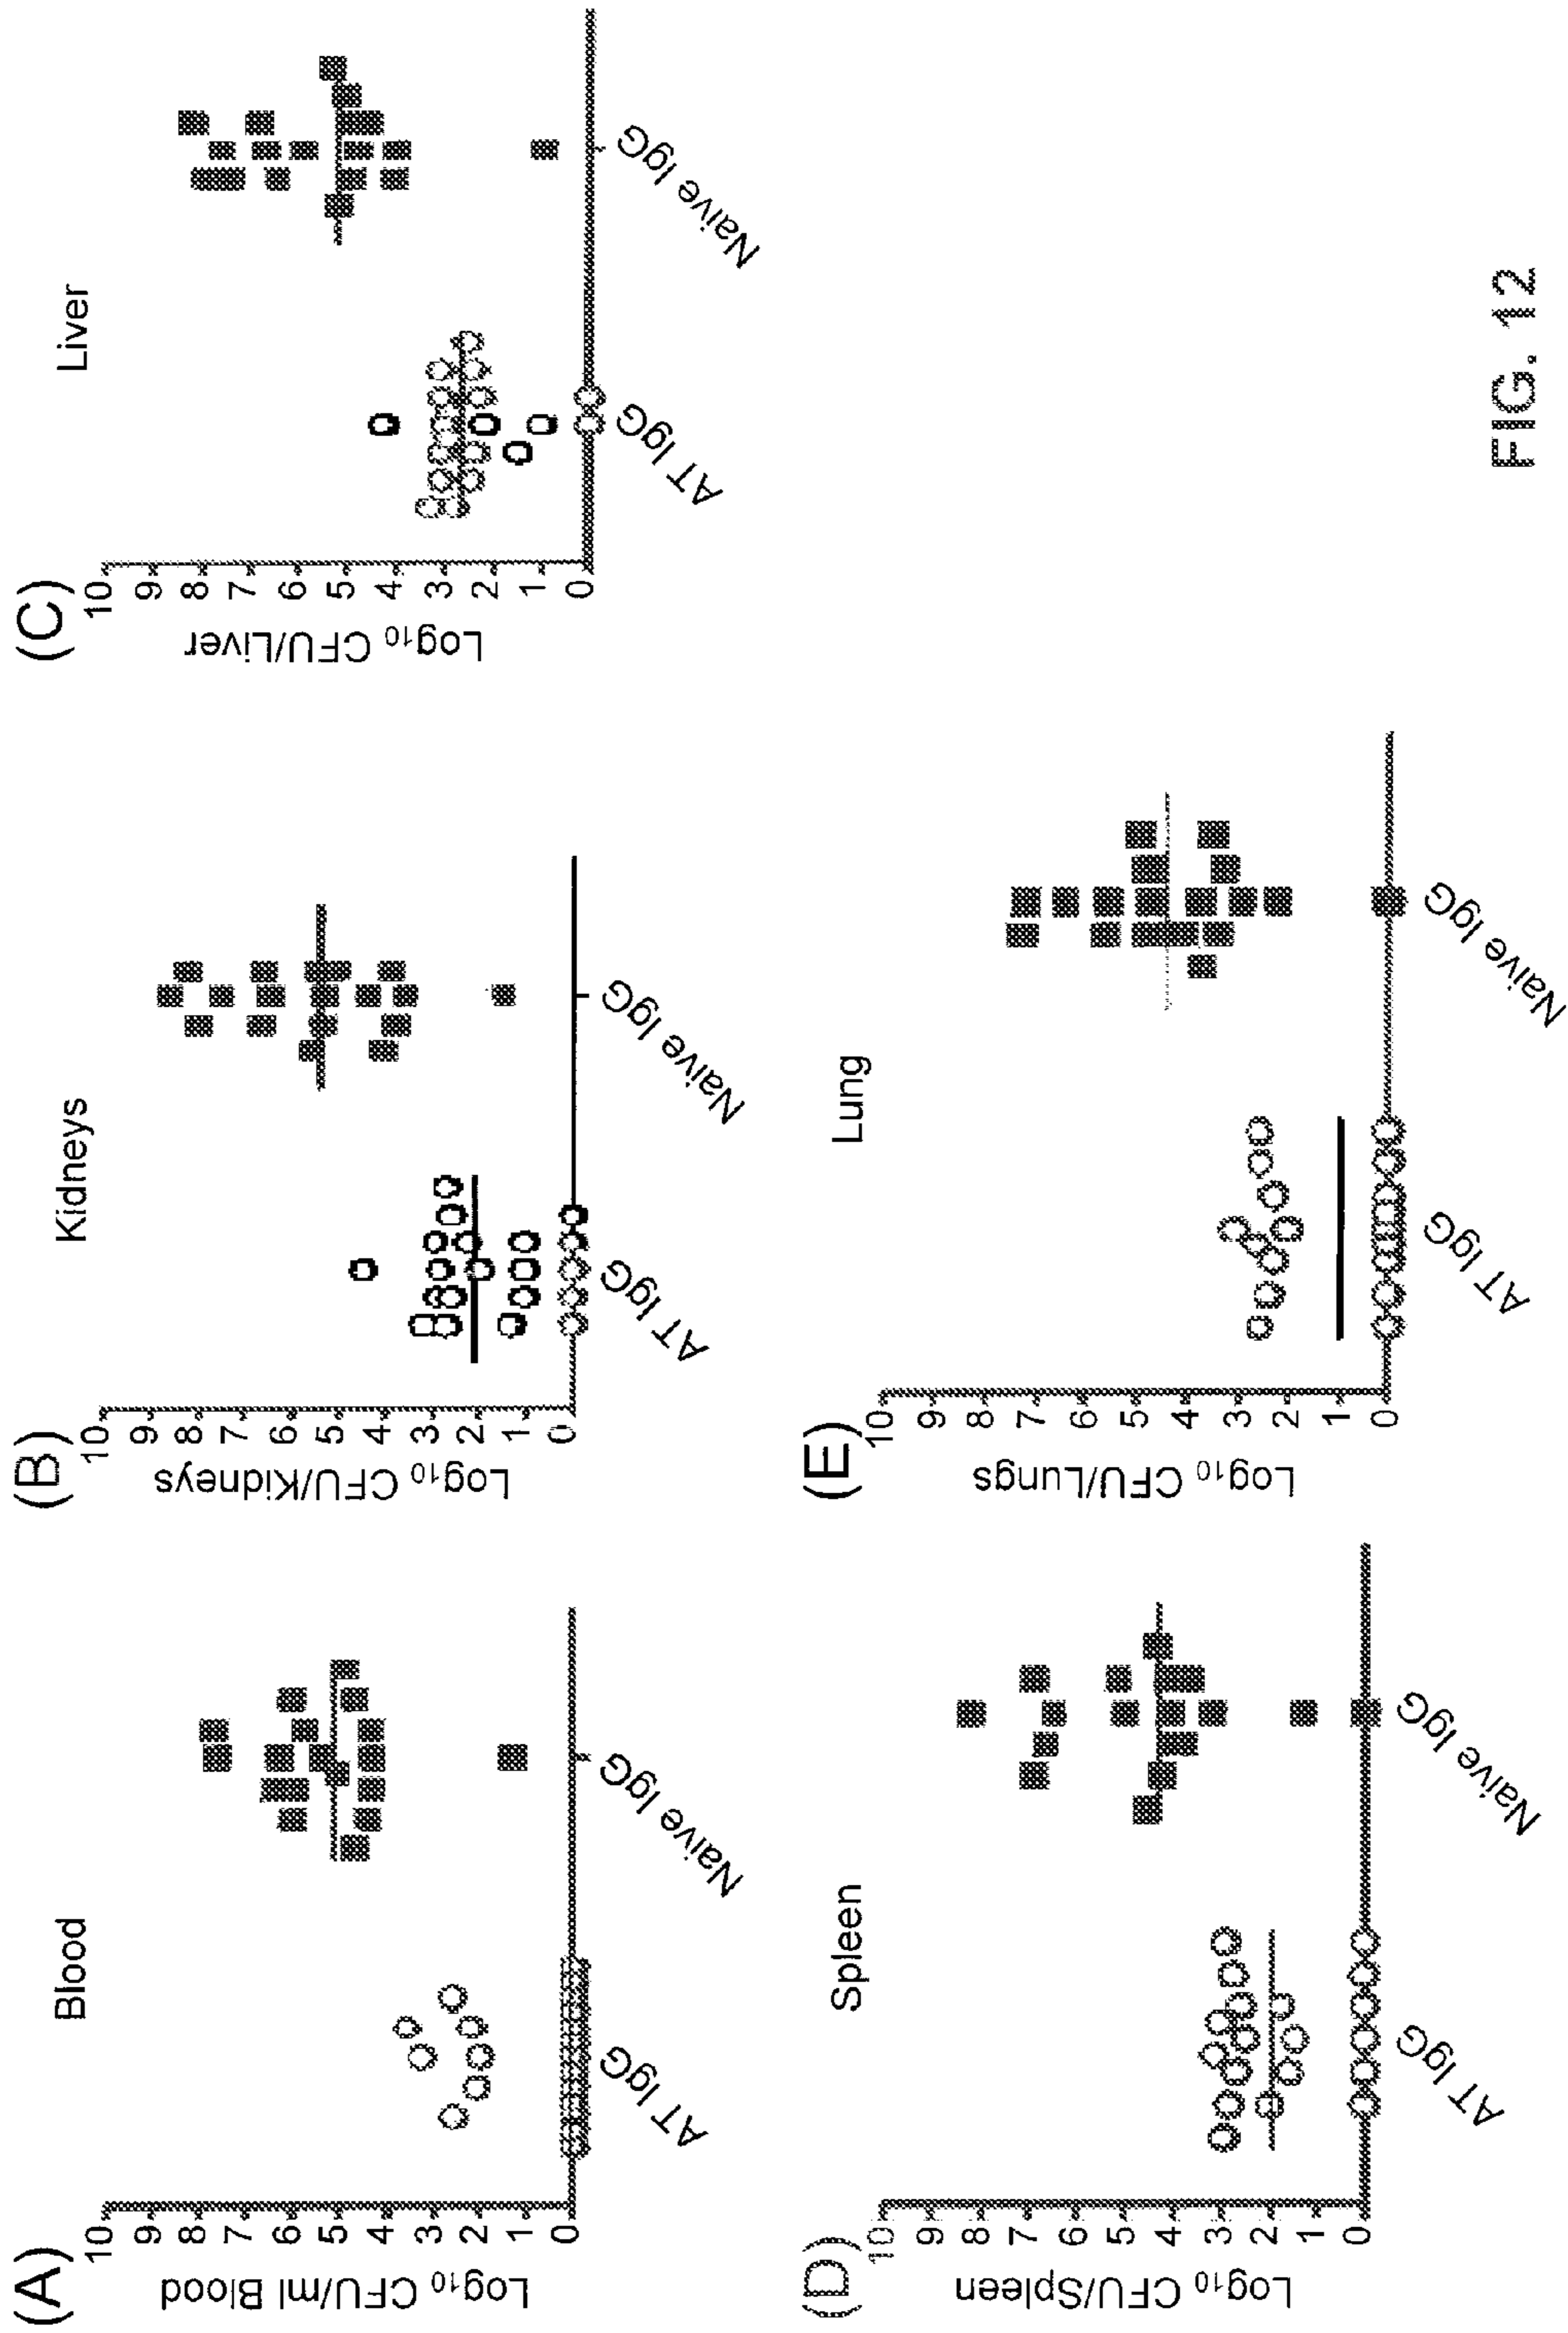 (A)
Blood
Log₁₀ CFU/ml Blood
10
9
8
7
6
5
4
3
2
1
0
AT IgG
Naive IgG
(B)
Kidneys
Log₁₀ CFU/Kidneys
10
9
8
7
6
5
4
3
2
1
0
AT IgG
Naive IgG
(C)
Liver
Log₁₀ CFU/Liver
10
9
8
7
6
5
4
3
2
1
0
AT IgG
Naive IgG
(D)
Spleen
Log₁₀ CFU/Spleen
10
9
8
7
6
5
4
3
2
1
0
AT IgG
Naive IgG
(E)
Lung
Log₁₀ CFU/Lungs
10
9
8
7
6
5
4
3
2
1
0
AT IgG
Naive IgG
FIG. 12